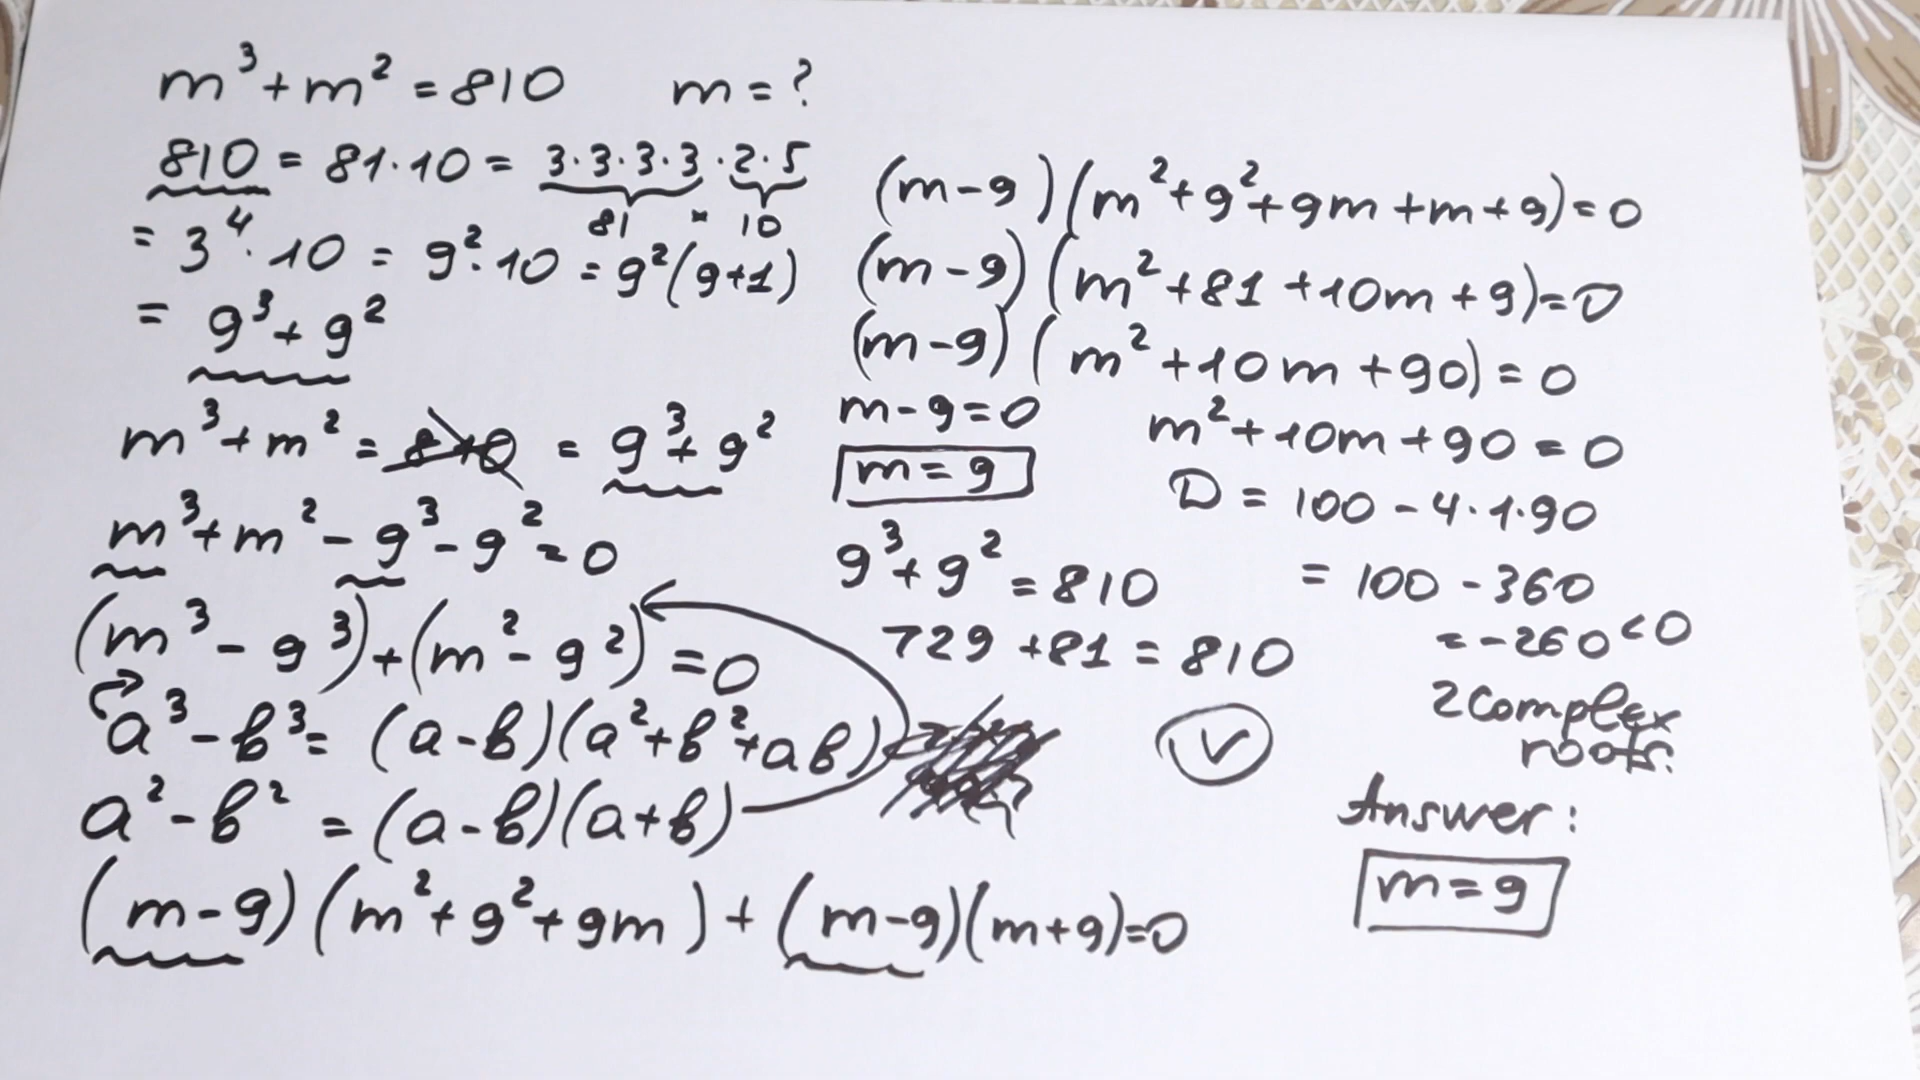 m³+m²=810 m=?
810 = 81·10 = 3·3·3·3·2·5
81 × 10
= 3⁴·10 = 9²·10 = 9²(9+1)
= 9³+9²
m³+m² = 810 = 9³+9²
m³+m²-9³-9²=0
(m³-9³)+(m²-9²)=0
a³-b³=(a-b)(a²+b²+ab)
a²-b²=(a-b)(a+b)
(m-9)(m²+9²+9m)+(m-9)(m+9)=0
(m-9)(m²+9²+9m+m+9)=0
(m-9)(m²+81+10m+9)=0
(m-9)(m²+10m+90)=0
m-9=0
m=9
9³+9²=810
729+81=810
V
m²+10m+90=0
D=100-4·1·90
=100-360
=-260<0
2 complex
roots.
Answer:
m=9